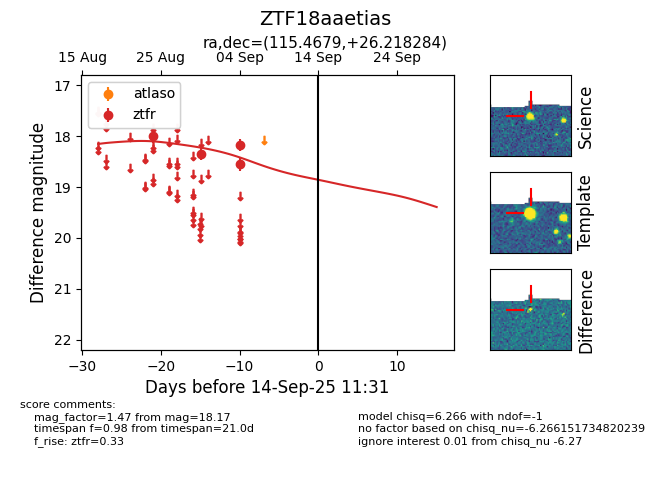 ZTF18aaetias
ra,dec=(115.4679,+26.218284)
15 Aug 25 Aug 04 Sep 14 Sep 24 Sep
17
18
19
20
21
22
Difference magnitude
atlaso
ztfr
−30 −20 −10 0 10
Days before 14-Sep-25 11:31
Science
Template
Difference
score comments:
mag_factor=1.47 from mag=18.17
timespan f=0.98 from timespan=21.0d
f_rise: ztfr=0.33
model chisq=6.266 with ndof=-1
no factor based on chisq_nu=-6.266151734820239
ignore interest 0.01 from chisq_nu -6.27